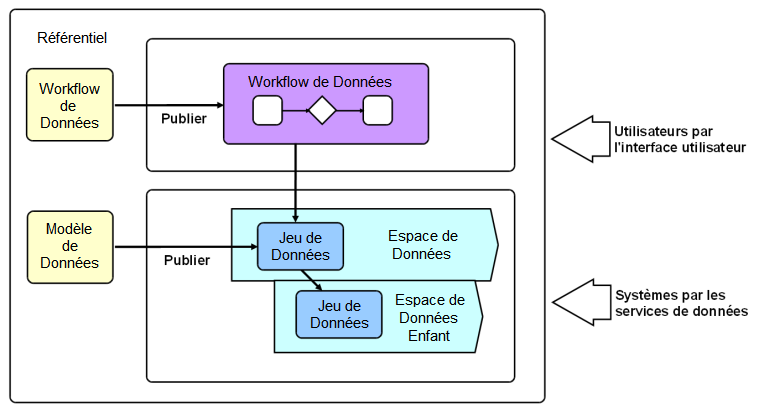 Référentiel
Workflow
de
Données
Publier
Workflow de Données
Utilisateurs par
l'interface utilisateur
Modèle
de
Données
Publier
Jeu de
Données
Espace de
Données
Jeu de
Données
Espace de
Données
Enfant
Systèmes par les
services de données